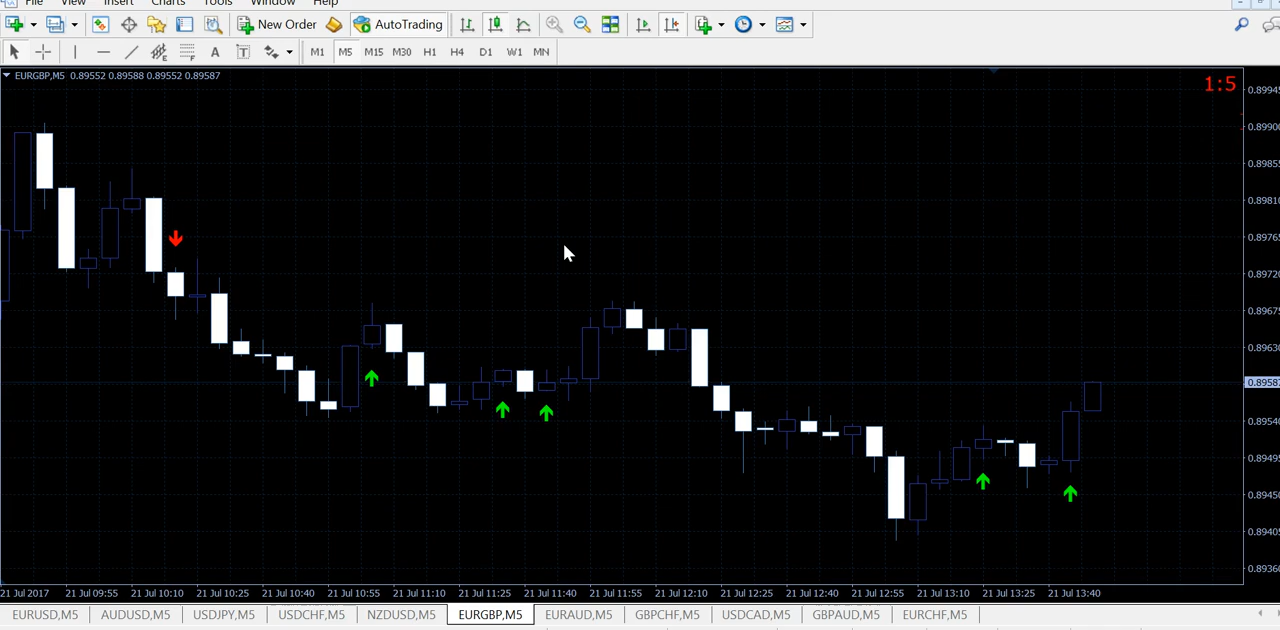 File View Insert Charts Tools Window Help
New Order AutoTrading
A T M1 M5 M15 M30 H1 H4 D1 W1 MN
EURGBP,M5 0.89552 0.89588 0.89552 0.89587
1:5
0.89945
0.89900
0.89855
0.89810
0.89765
0.89720
0.89675
0.89630
0.8958
0.89540
0.89495
0.89450
0.89405
0.89360
21 Jul 2017 21 Jul 09:55 21 Jul 10:10 21 Jul 10:25 21 Jul 10:40 21 Jul 10:55 21 Jul 11:10 21 Jul 11:25 21 Jul 11:40 21 Jul 11:55 21 Jul 12:10 21 Jul 12:25 21 Jul 12:40 21 Jul 12:55 21 Jul 13:10 21 Jul 13:25 21 Jul 13:40
EURUSD,M5 AUDUSD,M5 USDJPY,M5 USDCHF,M5 NZDUSD,M5 EURGBP,M5 EURAUD,M5 GBPCHF,M5 USDCAD,M5 GBPAUD,M5 EURCHF,M5